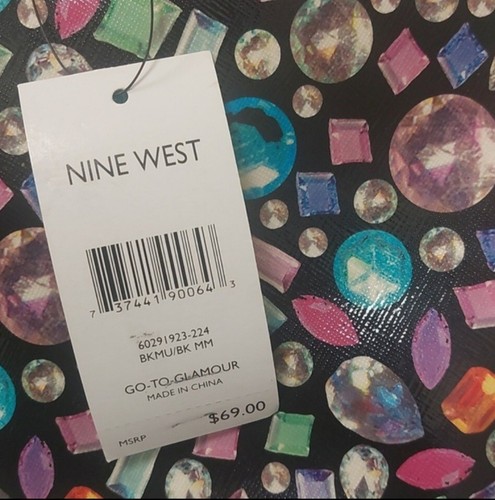 NINE WEST
7 37441 90064 3
60291923-224
BKMU/BK MM
GO-TO GLAMOUR
MADE IN CHINA
MSRP $69.00